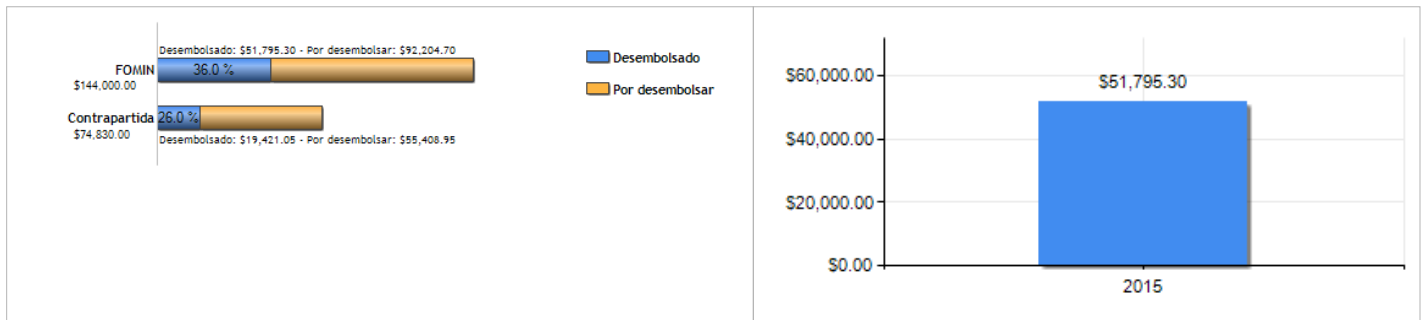 Desembolsado: $51,795.30 - Por desembolsar: $92,204.70
FOMIN
36.0 %
$144,000.00
Contrapartida
26.0 %
$74,830.00
Desembolsado: $19,421.05 - Por desembolsar: $55,408.95
Desembolsado
Por desembolsar
$60,000.00
$51,795.30
$40,000.00
$20,000.00
$0.00
2015